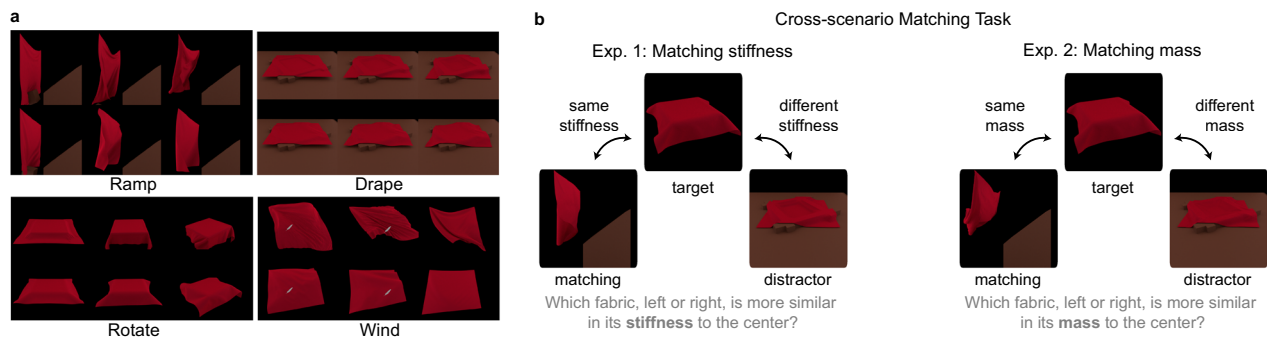 a
Ramp
Drape
Rotate
Wind
b
Cross-scenario Matching Task
Exp. 1: Matching stiffness
same
stiffness
different
stiffness
target
matching
distractor
Which fabric, left or right, is more similar
in its stiffness to the center?
Exp. 2: Matching mass
same
mass
different
mass
target
matching
distractor
Which fabric, left or right, is more similar
in its mass to the center?